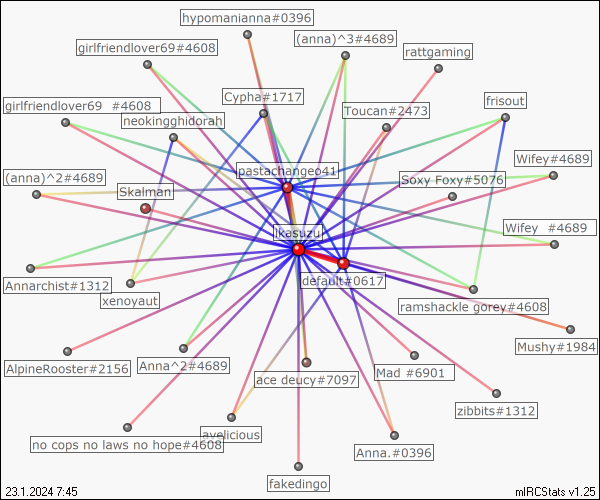 hypomanianna#0396
(anna)^3#4689
girlfriendlover69#4608
rattgaming
Cypha#1717
frisout
girlfriendlover69  #4608
Toucan#2473
neokingghidorah
Wifey#4689
pastachangeo41
(anna)^2#4689
Soxy Foxy#5076
Skalman
Wifey  #4689
ikasuzu
default#0617
Annarchist#1312
xenoyaut
ramshackle gorey#4608
Mushy#1984
AlpineRooster#2156
Anna^2#4689
Mad #6901
ace deucy#7097
zibbits#1312
avelicious
no cops no laws no hope#4608
Anna.#0396
fakedingo
23.1.2024 7:45
mIRCStats v1.25